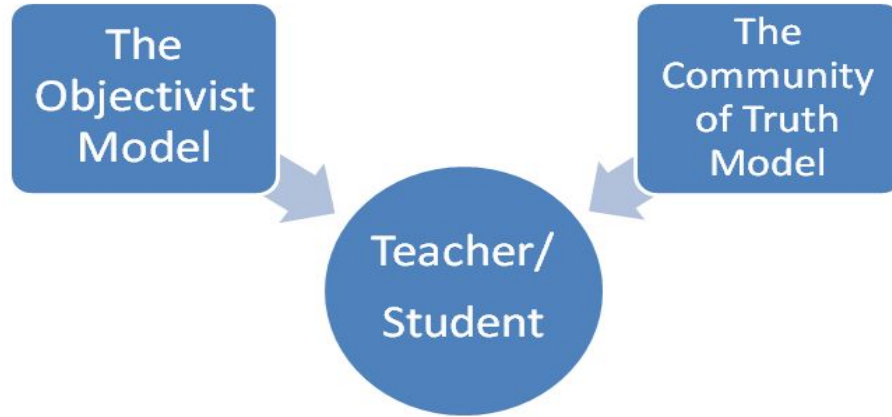 The
Objectivist
Model
The
Community
of Truth
Model
Teacher/
Student